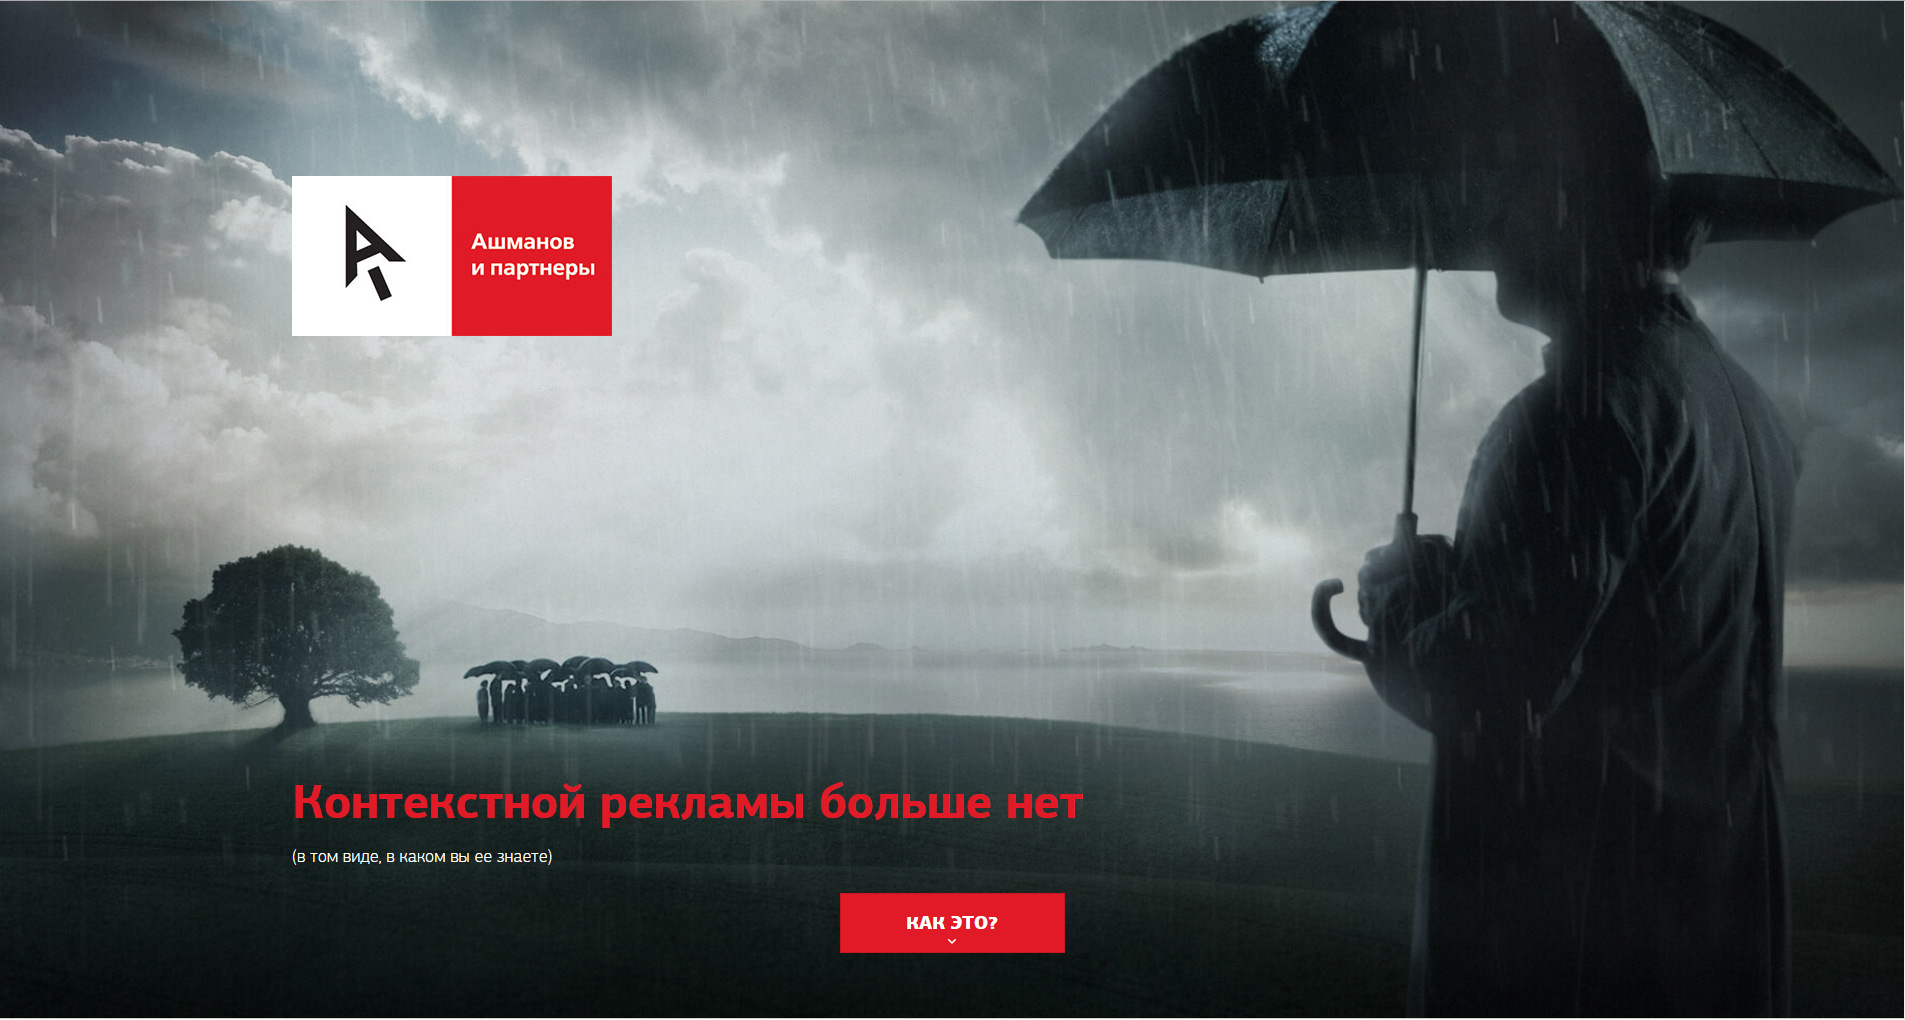 Ашманов
и партнеры
Контекстной рекламы больше нет
(в том виде, в каком вы ее знаете)
КАК ЭТО?